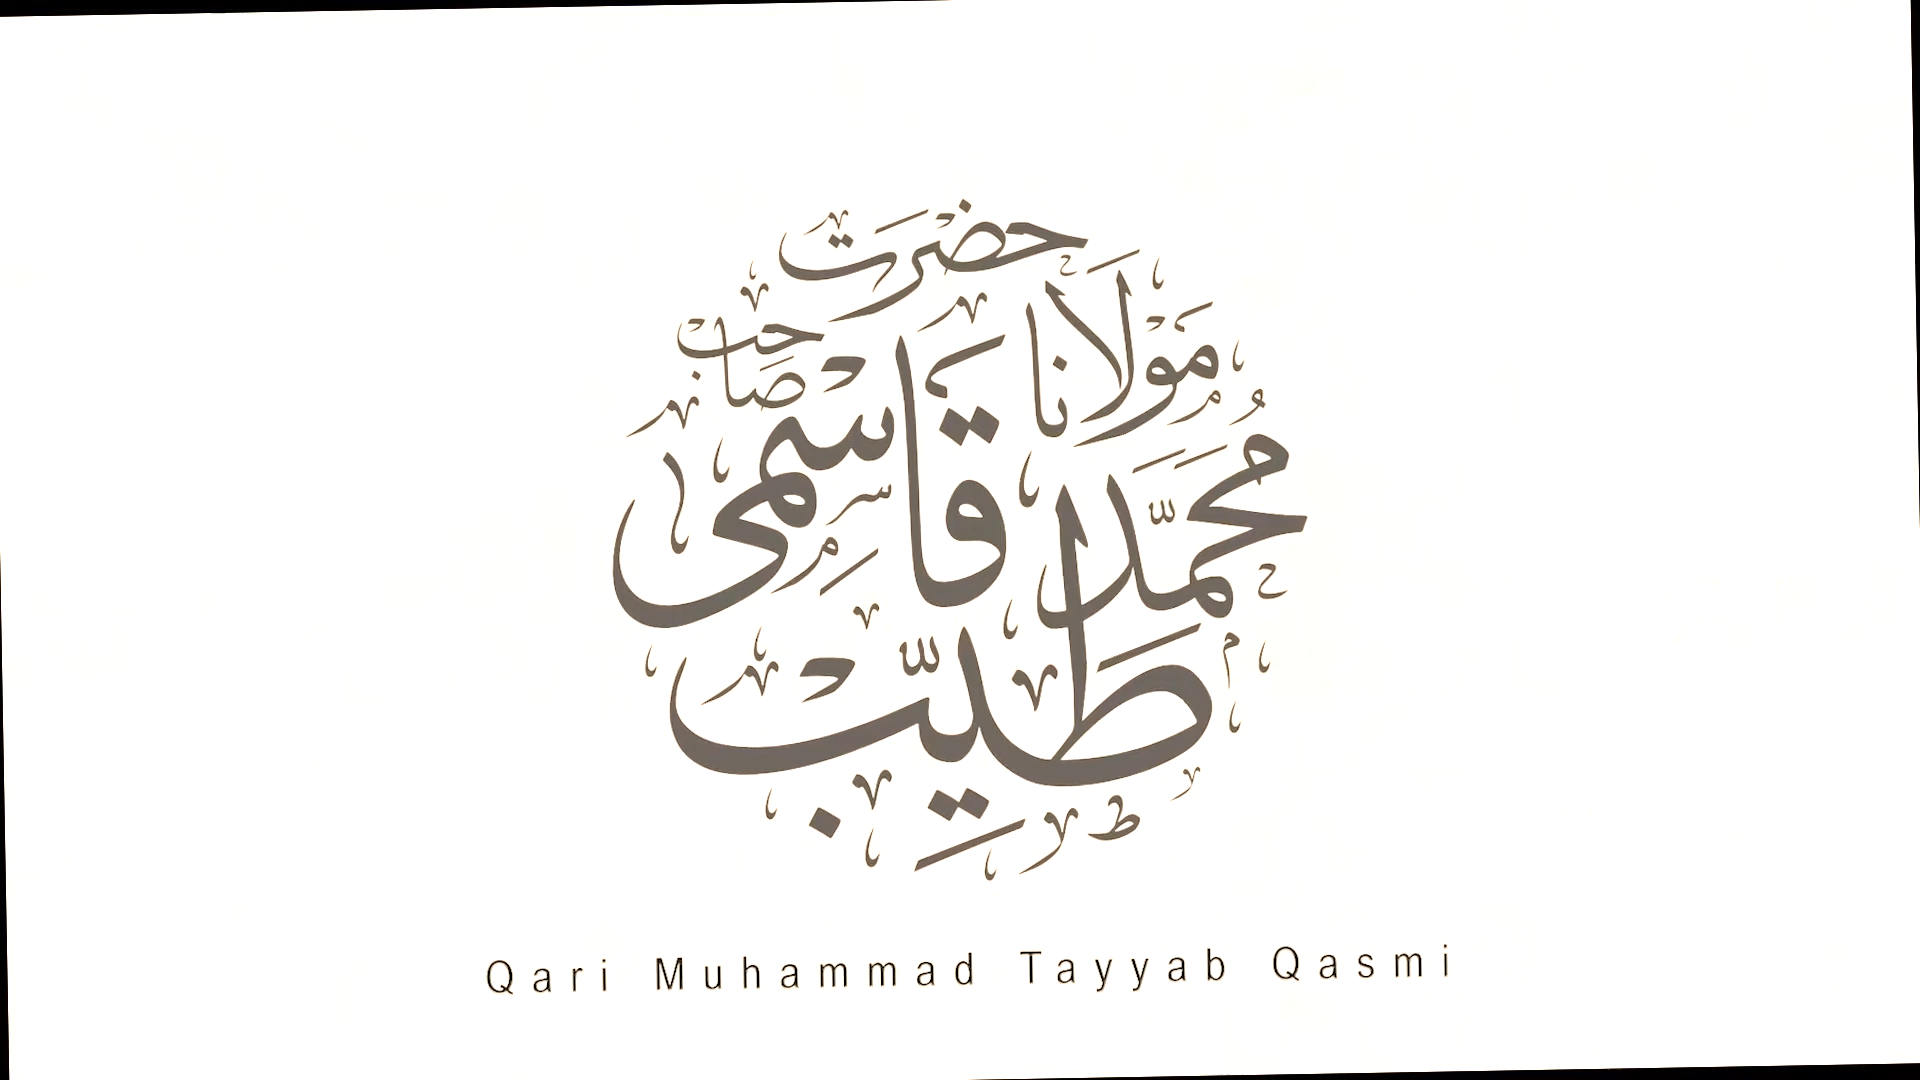 حضرت
مولانا
محمد
طیب
قاسمی
صاحب
Qari Muhammad Tayyab Qasmi